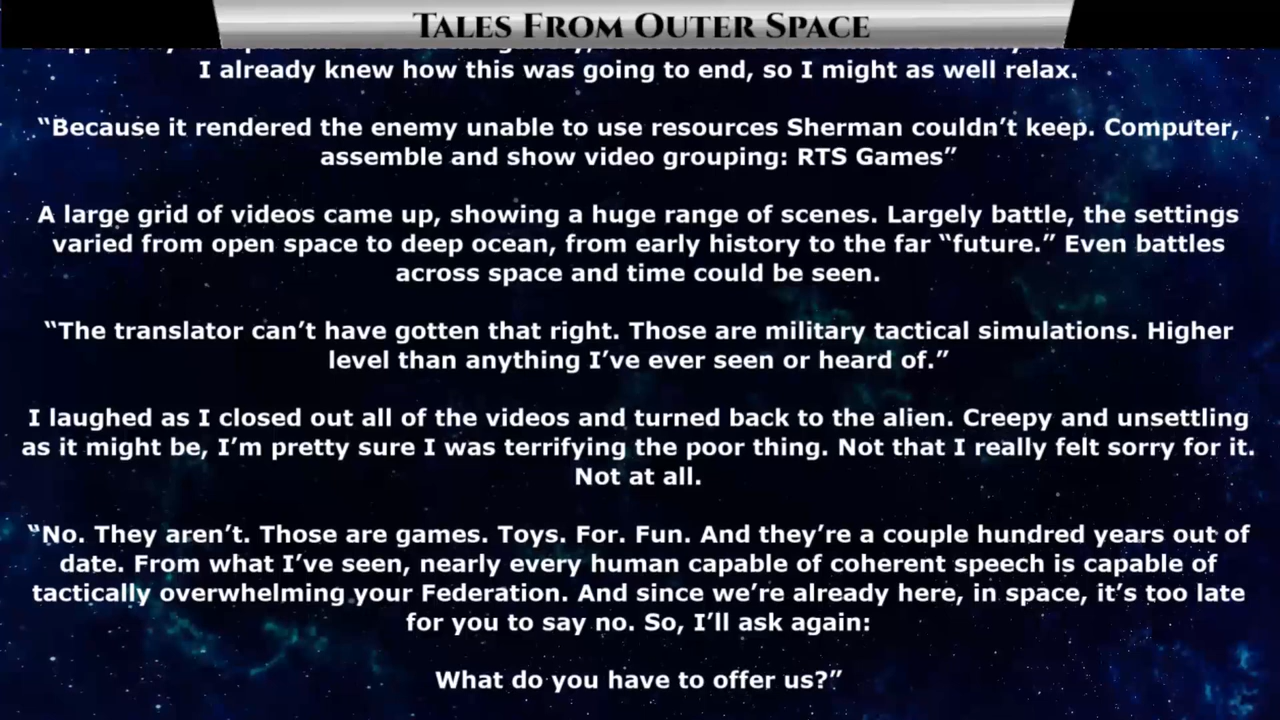 Tales From Outer Space
I already knew how this was going to end, so I might as well relax.
“Because it rendered the enemy unable to use resources Sherman couldn’t keep. Computer,
assemble and show video grouping: RTS Games”
A large grid of videos came up, showing a huge range of scenes. Largely battle, the settings
varied from open space to deep ocean, from early history to the far “future.” Even battles
across space and time could be seen.
“The translator can’t have gotten that right. Those are military tactical simulations. Higher
level than anything I’ve ever seen or heard of.”
I laughed as I closed out all of the videos and turned back to the alien. Creepy and unsettling
as it might be, I’m pretty sure I was terrifying the poor thing. Not that I really felt sorry for it.
Not at all.
“No. They aren’t. Those are games. Toys. For. Fun. And they’re a couple hundred years out of
date. From what I’ve seen, nearly every human capable of coherent speech is capable of
tactically overwhelming your Federation. And since we’re already here, in space, it’s too late
for you to say no. So, I’ll ask again:
What do you have to offer us?”